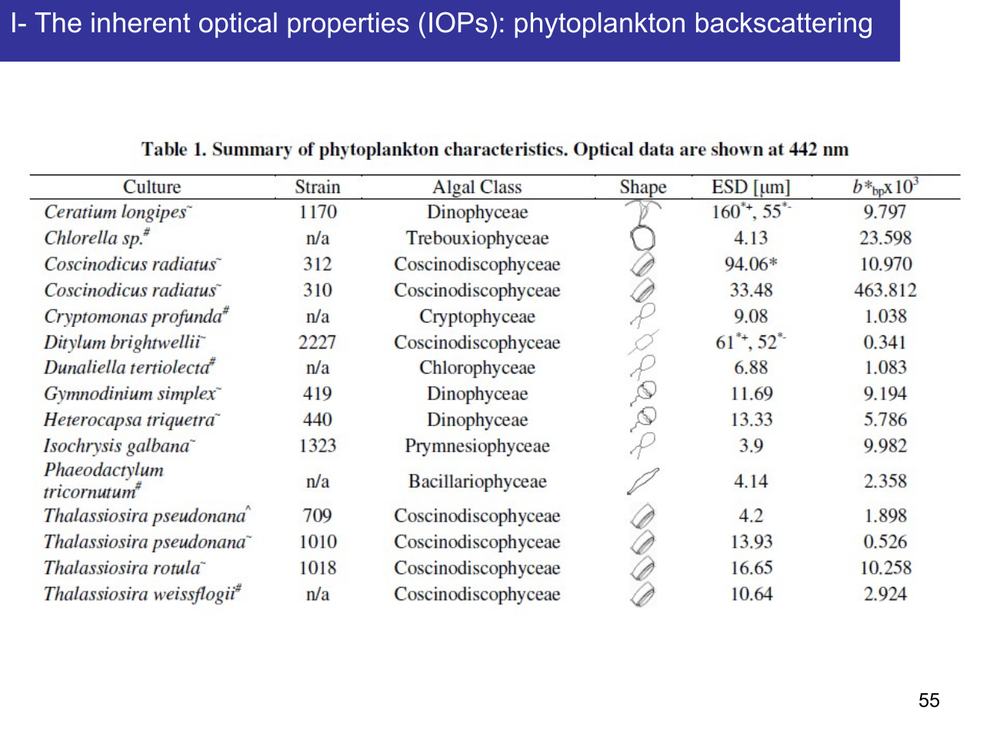 I- The inherent optical properties (IOPs): phytoplankton backscattering
Table 1. Summary of phytoplankton characteristics. Optical data are shown at 442 nm
Culture Strain Algal Class Shape ESD [µm] b*bpx10³
Ceratium longipes~ 1170 Dinophyceae 160*+, 55*- 9.797
Chlorella sp.# n/a Trebouxiophyceae 4.13 23.598
Coscinodicus radiatus~ 312 Coscinodiscophyceae 94.06* 10.970
Coscinodicus radiatus~ 310 Coscinodiscophyceae 33.48 463.812
Cryptomonas profunda# n/a Cryptophyceae 9.08 1.038
Ditylum brightwellii~ 2227 Coscinodiscophyceae 61*+, 52*- 0.341
Dunaliella tertiolecta# n/a Chlorophyceae 6.88 1.083
Gymnodinium simplex~ 419 Dinophyceae 11.69 9.194
Heterocapsa triquetra~ 440 Dinophyceae 13.33 5.786
Isochrysis galbana~ 1323 Prymnesiophyceae 3.9 9.982
Phaeodactylum
tricornutum# n/a Bacillariophyceae 4.14 2.358
Thalassiosira pseudonana^ 709 Coscinodiscophyceae 4.2 1.898
Thalassiosira pseudonana~ 1010 Coscinodiscophyceae 13.93 0.526
Thalassiosira rotula~ 1018 Coscinodiscophyceae 16.65 10.258
Thalassiosira weissflogii# n/a Coscinodiscophyceae 10.64 2.924
55